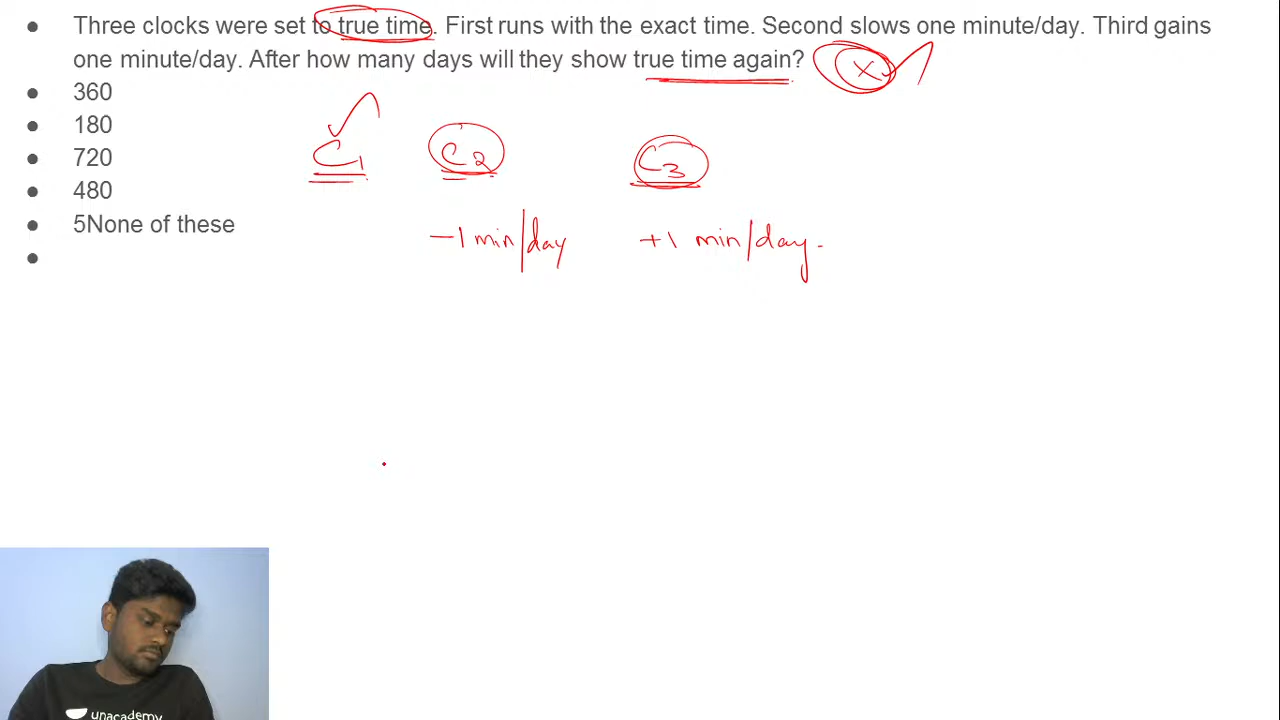 Three clocks were set to true time. First runs with the exact time. Second slows one minute/day. Third gains
one minute/day. After how many days will they show true time again?
X
360
180
720
480
5None of these
C1 C2 C3
-1 min/day +1 min/day.
unacademy